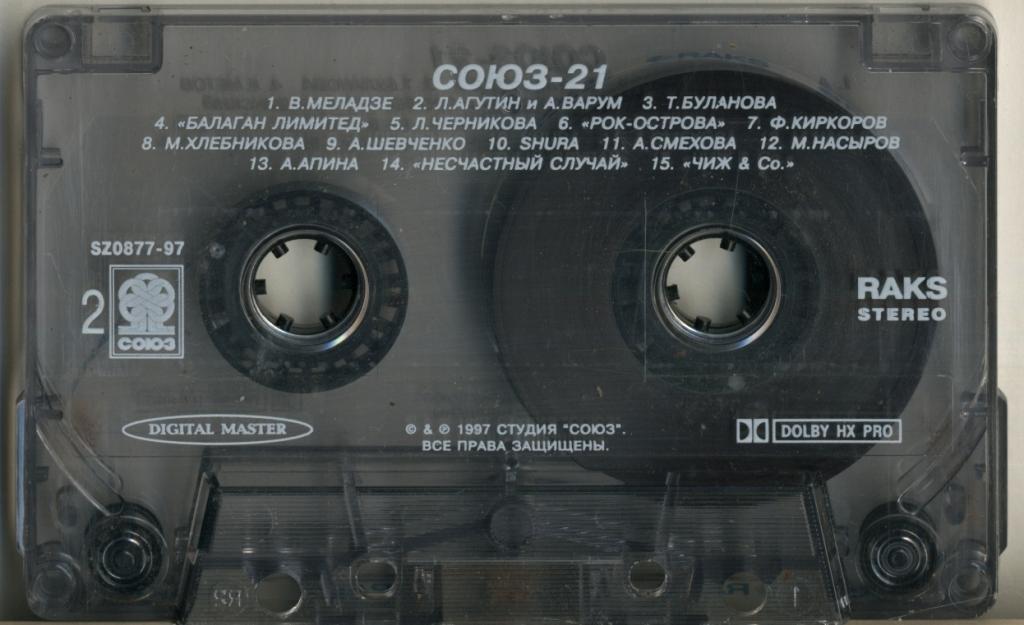 СОЮЗ-21
1. В.МЕЛАДЗЕ 2. Л.АГУТИН и А.ВАРУМ 3. Т.БУЛАНОВА
4. «БАЛАГАН ЛИМИТЕД» 5. Л.ЧЕРНИКОВА 6. «РОК-ОСТРОВА» 7. Ф.КИРКОРОВ
8. М.ХЛЕБНИКОВА 9. А.ШЕВЧЕНКО 10. SHURA 11. А.СМЕХОВА 12. М.НАСЫРОВ
13. А.АПИНА 14. «НЕСЧАСТНЫЙ СЛУЧАЙ» 15. «ЧИЖ & Co.»
SZ0877-97
2
СОЮЗ
RAKS
STEREO
DIGITAL MASTER
© & ℗ 1997 СТУДИЯ "СОЮЗ".
ВСЕ ПРАВА ЗАЩИЩЕНЫ.
DOLBY HX PRO